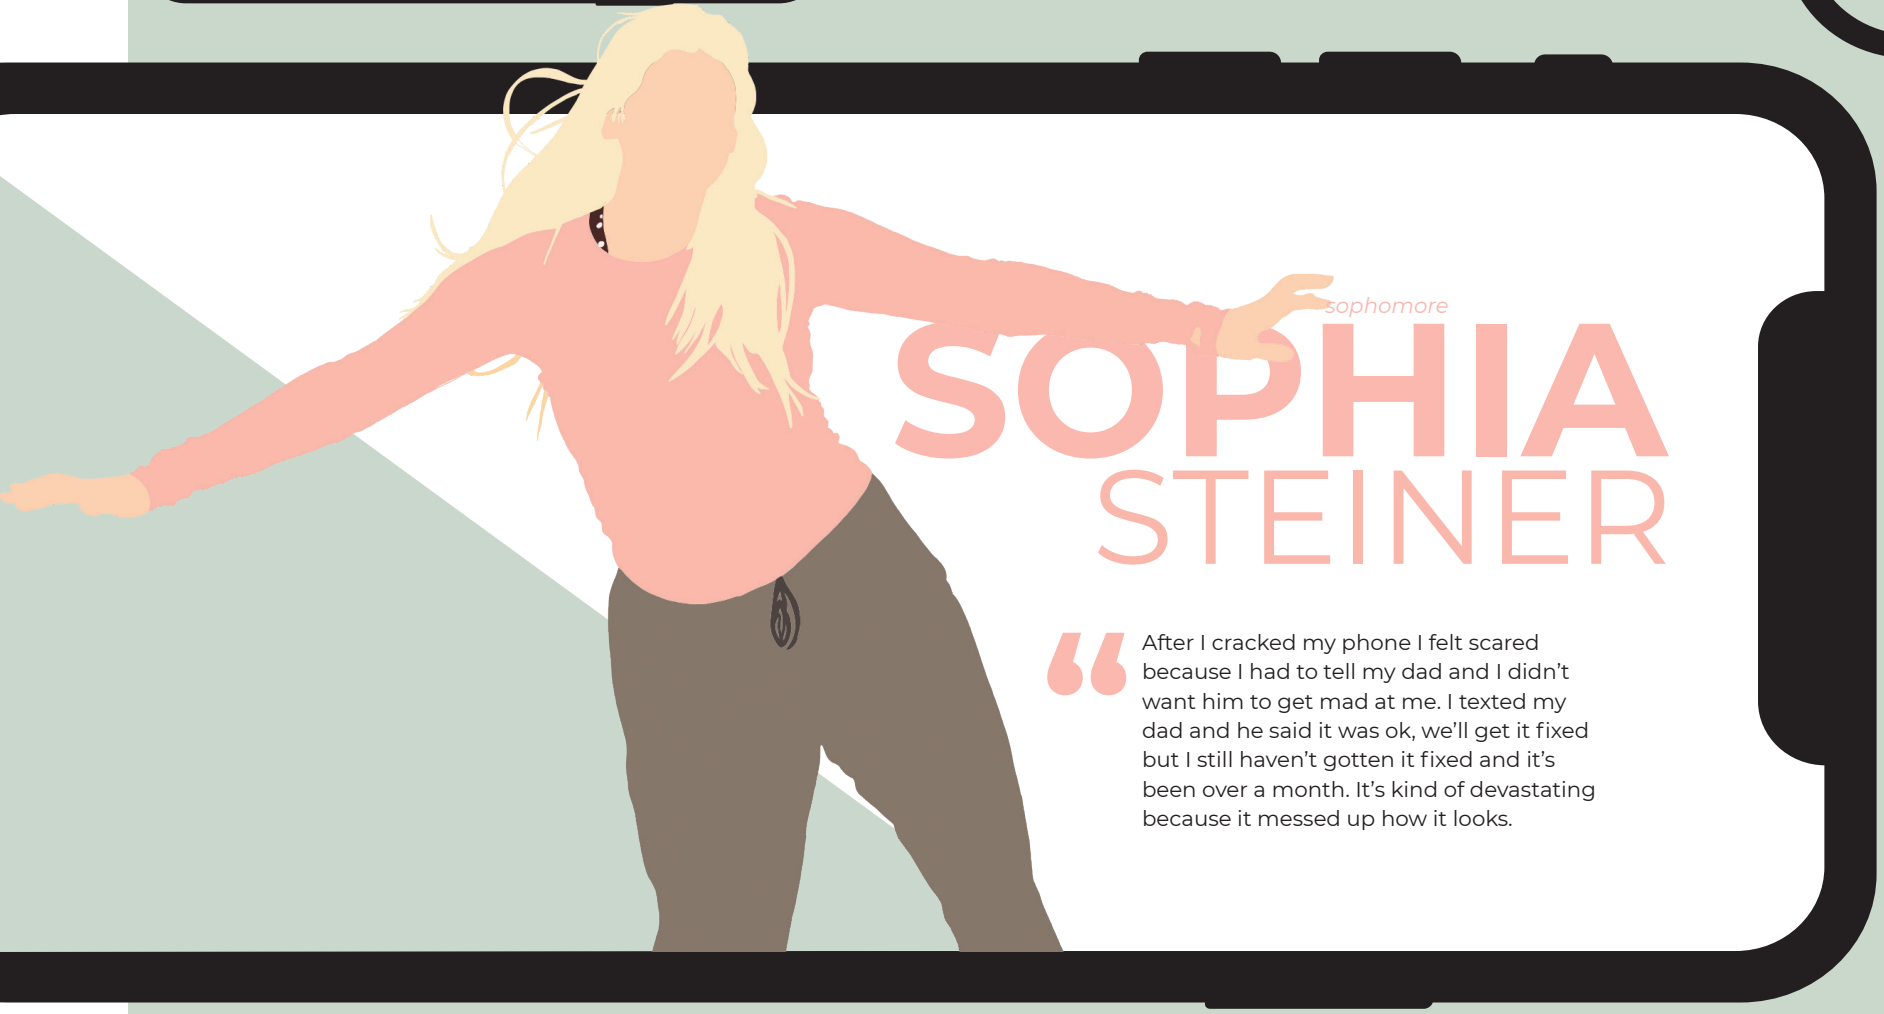 sophomore
SOPHIA
STEINER
“
After I cracked my phone I felt scared
because I had to tell my dad and I didn’t
want him to get mad at me. I texted my
dad and he said it was ok, we’ll get it fixed
but I still haven’t gotten it fixed and it’s
been over a month. It’s kind of devastating
because it messed up how it looks.